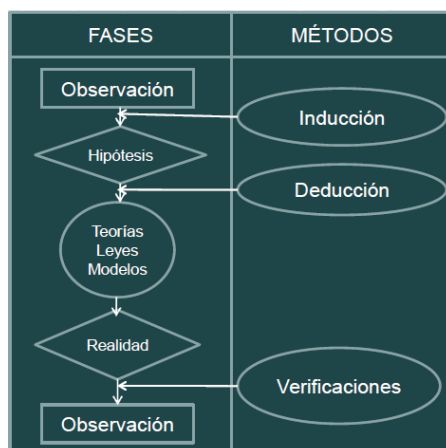 FASES
MÉTODOS
Observación
Inducción
Hipótesis
Deducción
Teorías
Leyes
Modelos
Realidad
Verificaciones
Observación